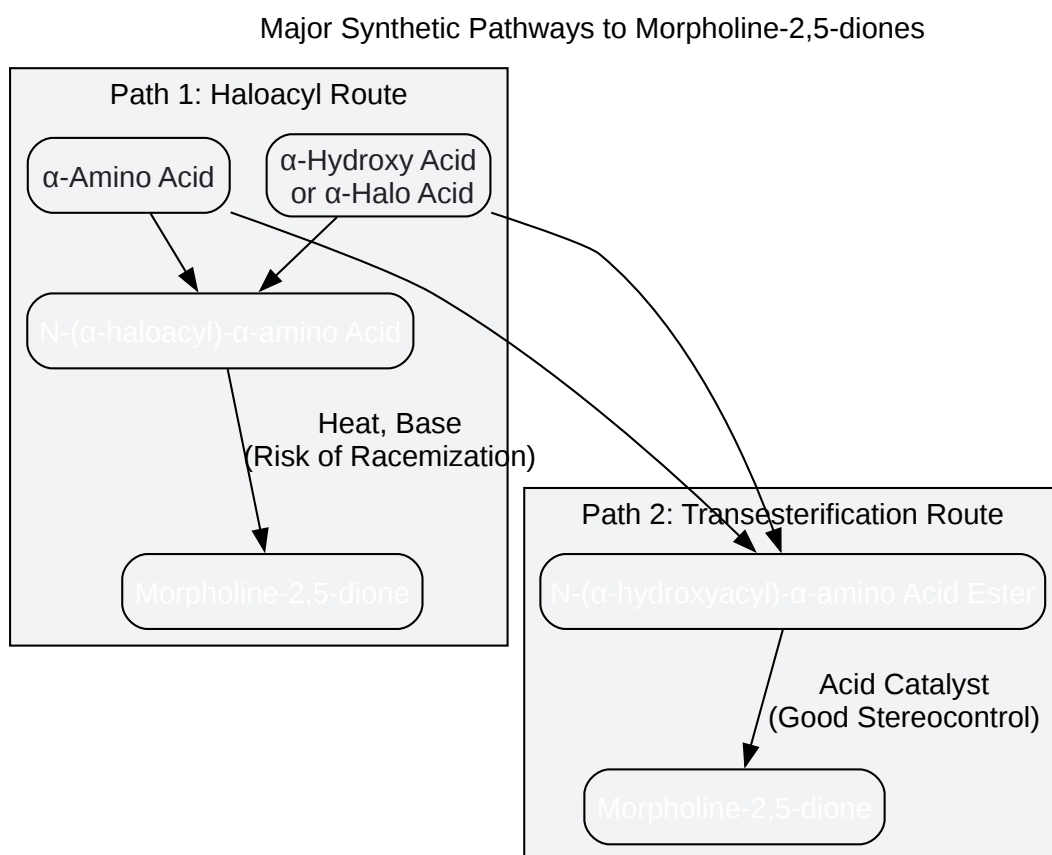 Major Synthetic Pathways to Morpholine-2,5-diones
Path 1: Haloacyl Route
α-Amino Acid
α-Hydroxy Acid
or α-Halo Acid
N-(α-haloacyl)-α-amino Acid
Heat, Base
(Risk of Racemization)
Morpholine-2,5-dione
Path 2: Transesterification Route
N-(α-hydroxyacyl)-α-amino Acid Ester
Acid Catalyst
(Good Stereocontrol)
Morpholine-2,5-dione